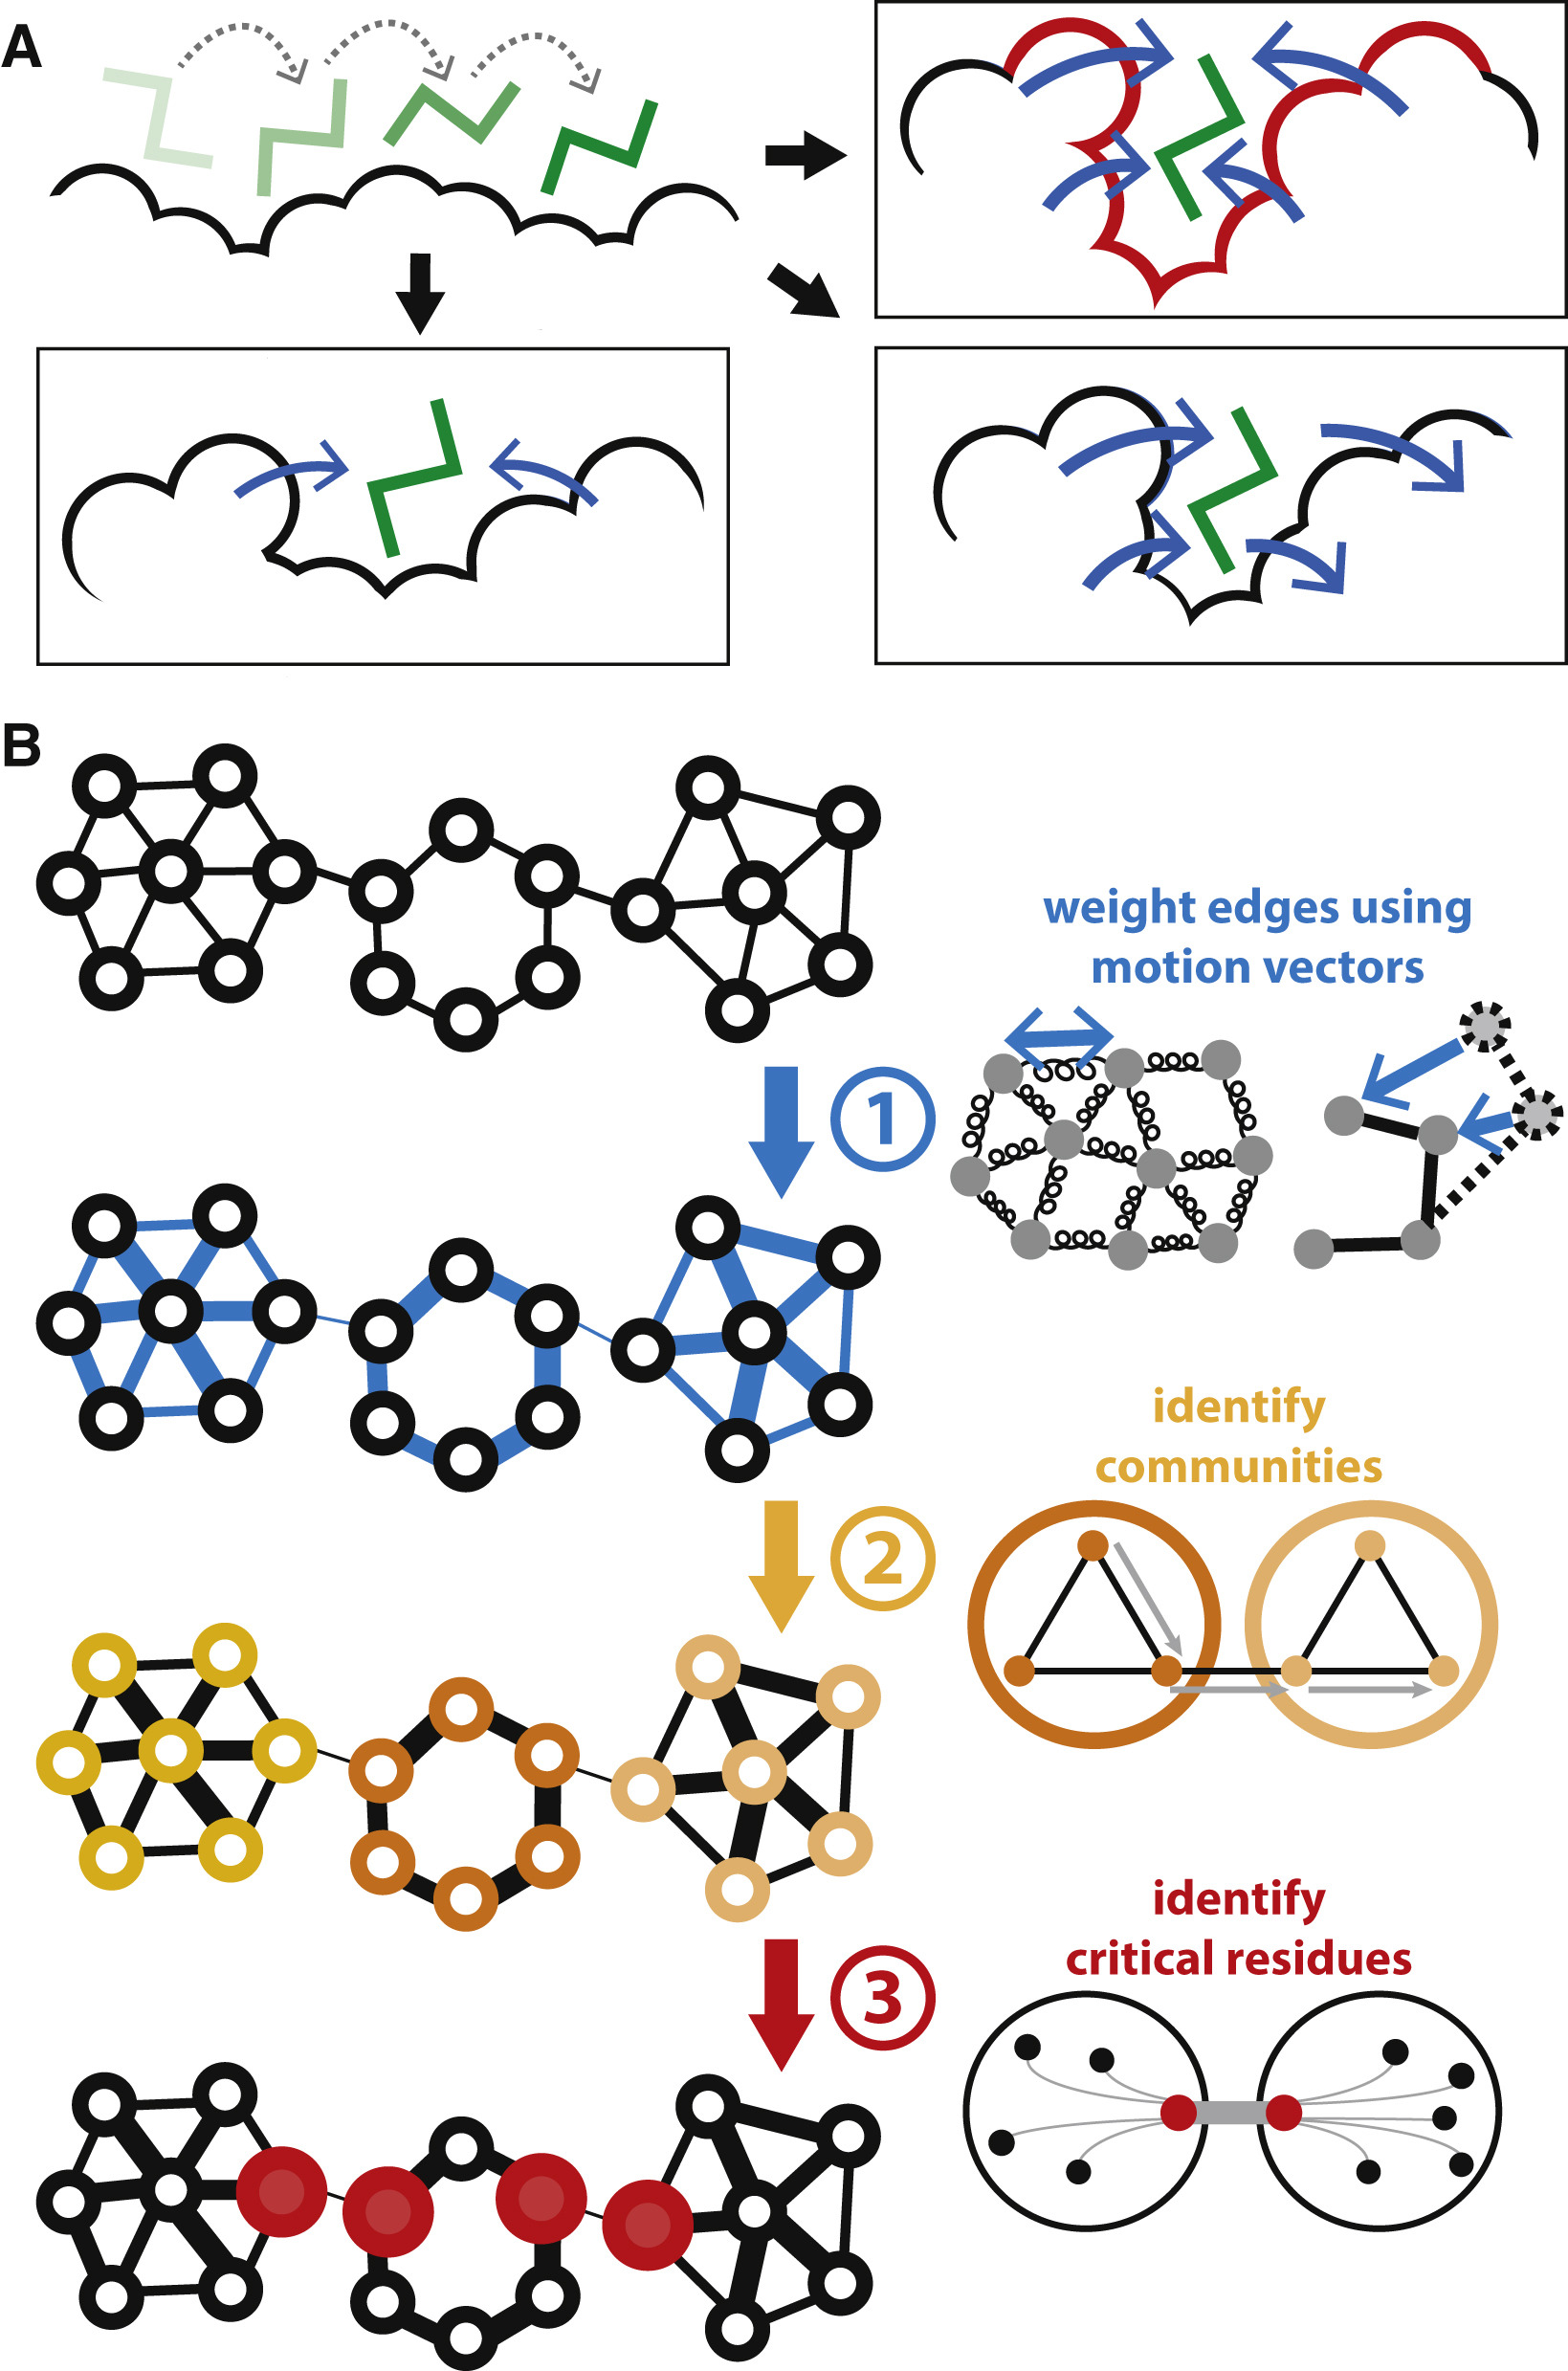 A
B
weight edges using
motion vectors
1
identify
communities
2
identify
critical residues
3